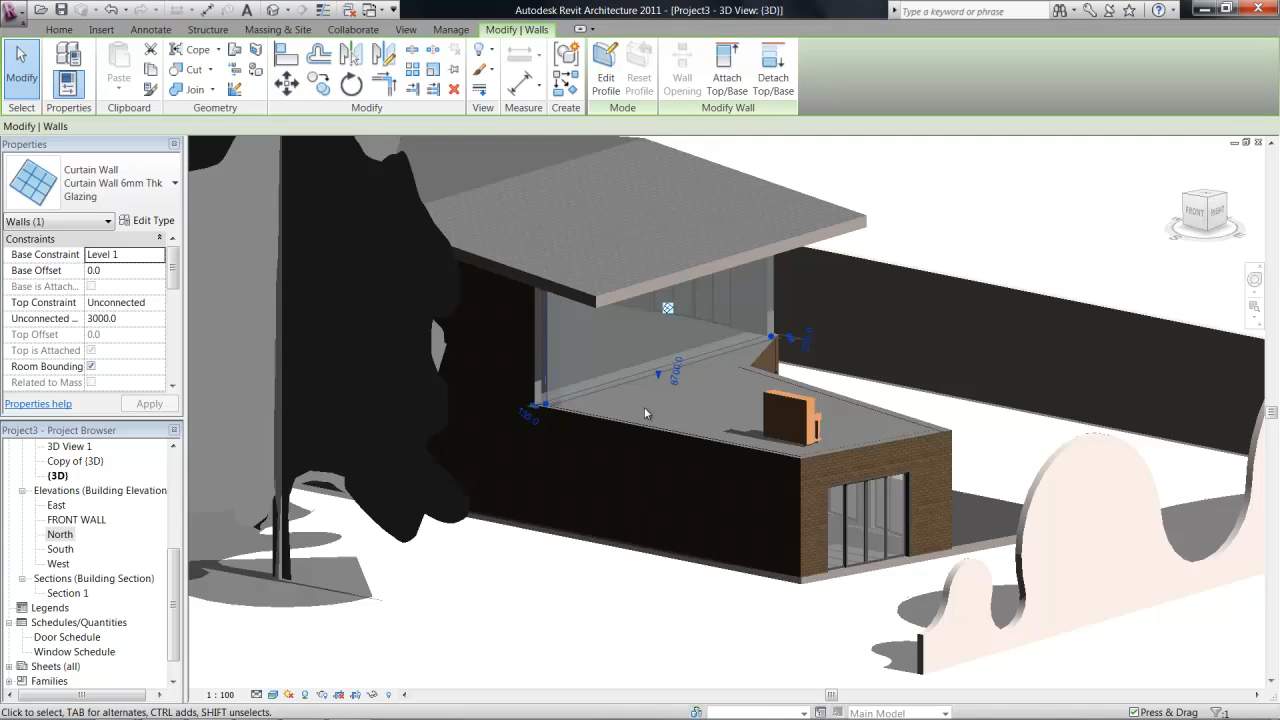 Autodesk Revit Architecture 2011 - [Project3 - 3D View: {3D}]
Type a keyword or phrase
Home Insert Annotate Structure Massing & Site Collaborate View Manage Modify | Walls
Modify
Properties
Paste
Cope
Cut
Join
Edit
Profile
Reset
Profile
Wall
Opening
Attach
Top/Base
Detach
Top/Base
Select Properties Clipboard Geometry Modify View Measure Create Mode Modify Wall
Modify | Walls
Properties
Curtain Wall
Curtain Wall 6mm Thk
Glazing
Walls (1) Edit Type
Constraints
Base Constraint Level 1
Base Offset 0.0
Base is Attach...
Top Constraint Unconnected
Unconnected ... 3000.0
Top Offset 0.0
Top is Attached
Room Bounding
Related to Mass
Properties help Apply
Project3 - Project Browser
3D View 1
Copy of {3D}
{3D}
Elevations (Building Elevation
East
FRONT WALL
North
South
West
Sections (Building Section)
Section 1
Legends
Schedules/Quantities
Door Schedule
Window Schedule
Sheets (all)
Families
FRONT RIGHT
8700.0
135.0
1 : 100
Click to select, TAB for alternates, CTRL adds, SHIFT unselects.
Main Model
Press & Drag
:1